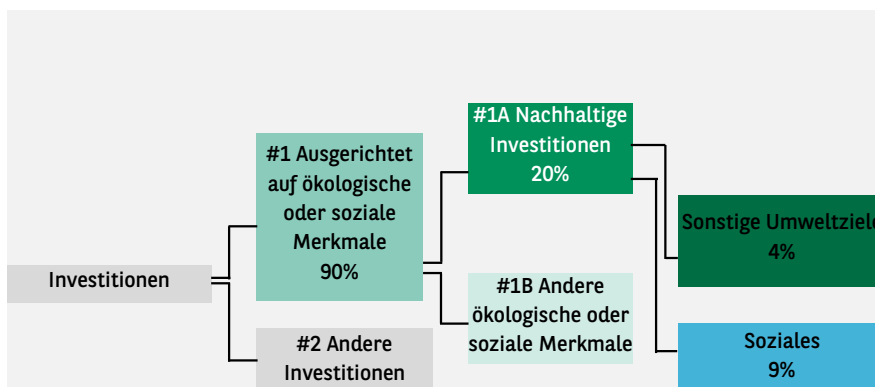 Investitionen
#1 Ausgerichtet
auf ökologische
oder soziale
Merkmale
90%
#2 Andere
Investitionen
#1A Nachhaltige
Investitionen
20%
#1B Andere
ökologische oder
soziale Merkmale
Sonstige Umweltziele
4%
Soziales
9%